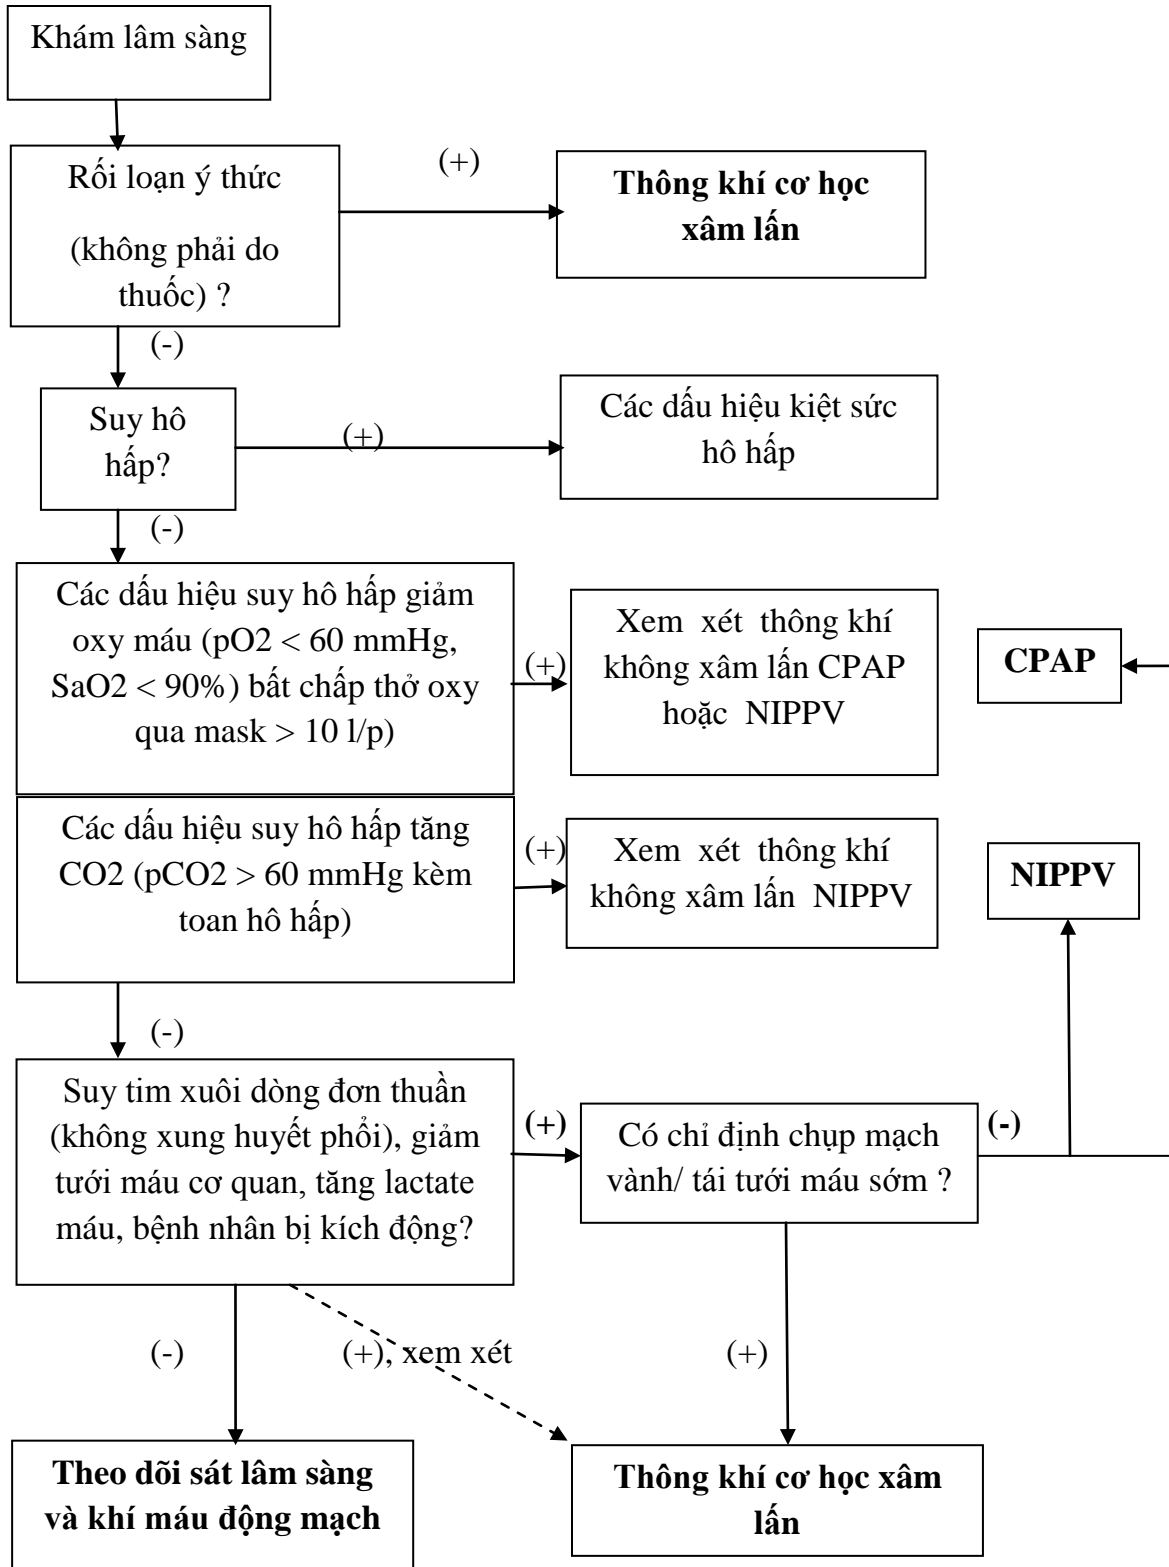 Khám lâm sàng
Rối loạn ý thức
(không phải do
thuốc) ?
(+)
Thông khí cơ học
xâm lấn
(-)
Suy hô
hấp?
(+)
Các dấu hiệu kiệt sức
hô hấp
(-)
Các dấu hiệu suy hô hấp giảm
oxy máu (pO2 < 60 mmHg,
SaO2 < 90%) bất chấp thở oxy
qua mask > 10 l/p)
(+)
Xem xét thông khí
không xâm lấn CPAP
hoặc NIPPV
CPAP
Các dấu hiệu suy hô hấp tăng
CO2 (pCO2 > 60 mmHg kèm
toan hô hấp)
(+)
Xem xét thông khí
không xâm lấn NIPPV
NIPPV
(-)
Suy tim xuôi dòng đơn thuần
(không xung huyết phổi), giảm
tưới máu cơ quan, tăng lactate
máu, bệnh nhân bị kích động?
(+)
Có chỉ định chụp mạch
vành/ tái tưới máu sớm ?
(-)
(-)
(+), xem xét
(+)
Theo dõi sát lâm sàng
và khí máu động mạch
Thông khí cơ học xâm
lấn